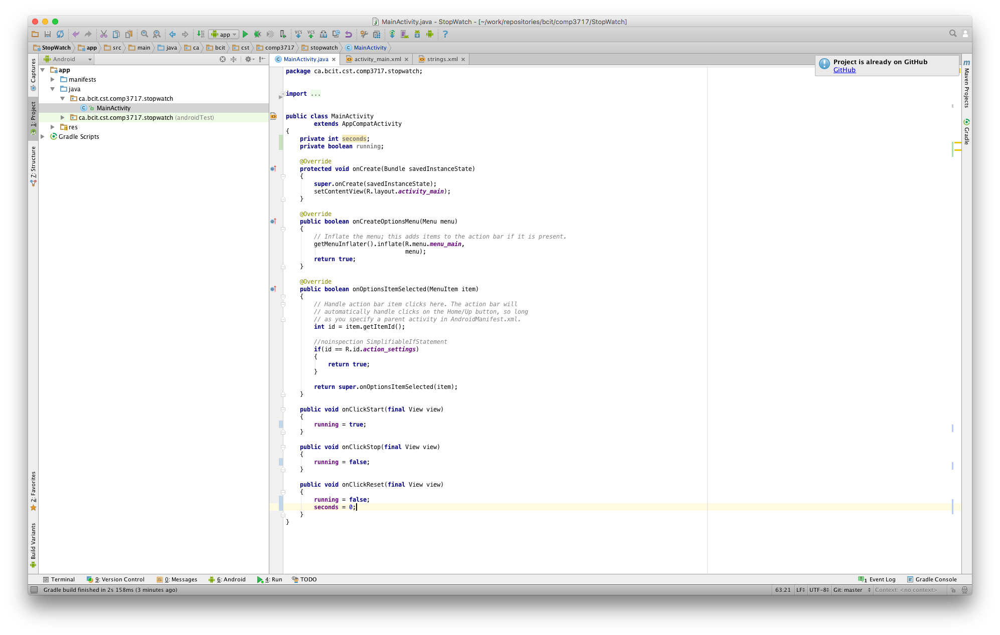 MainActivity.java - StopWatch - [~/work/repositories/bcit/comp3717/StopWatch]
app
StopWatch app src main java ca bcit cst comp3717 stopwatch MainActivity
Android
MainActivity.java activity_main.xml strings.xml
Project is already on GitHub
GitHub
Captures
1: Project
Z: Structure
2: Favorites
Build Variants
app
manifests
java
ca.bcit.cst.comp3717.stopwatch
MainActivity
ca.bcit.cst.comp3717.stopwatch (androidTest)
res
Gradle Scripts
package ca.bcit.cst.comp3717.stopwatch;
import ...
public class MainActivity
extends AppCompatActivity
{
private int seconds;
private boolean running;
@Override
protected void onCreate(Bundle savedInstanceState)
{
super.onCreate(savedInstanceState);
setContentView(R.layout.activity_main);
}
@Override
public boolean onCreateOptionsMenu(Menu menu)
{
// Inflate the menu; this adds items to the action bar if it is present.
getMenuInflater().inflate(R.menu.menu_main,
menu);
return true;
}
@Override
public boolean onOptionsItemSelected(MenuItem item)
{
// Handle action bar item clicks here. The action bar will
// automatically handle clicks on the Home/Up button, so long
// as you specify a parent activity in AndroidManifest.xml.
int id = item.getItemId();
//noinspection SimplifiableIfStatement
if(id == R.id.action_settings)
{
return true;
}
return super.onOptionsItemSelected(item);
}
public void onClickStart(final View view)
{
running = true;
}
public void onClickStop(final View view)
{
running = false;
}
public void onClickReset(final View view)
{
running = false;
seconds = 0;
}
}
Maven Projects
Gradle
Terminal 9: Version Control 0: Messages 6: Android 4: Run TODO
1 Event Log Gradle Console
Gradle build finished in 2s 158ms (3 minutes ago)
63:21 LF UTF-8 Git: master Context: <no context>